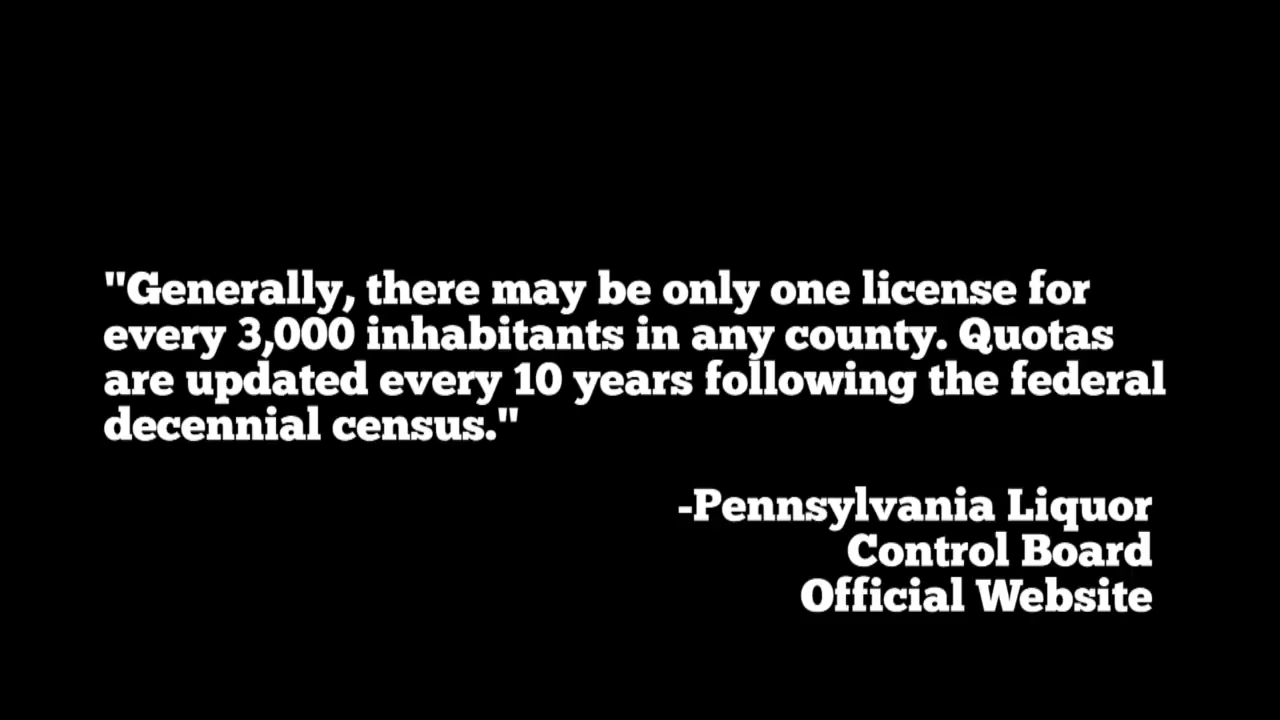 "Generally, there may be only one license for
every 3,000 inhabitants in any county. Quotas
are updated every 10 years following the federal
decennial census."
-Pennsylvania Liquor
Control Board
Official Website